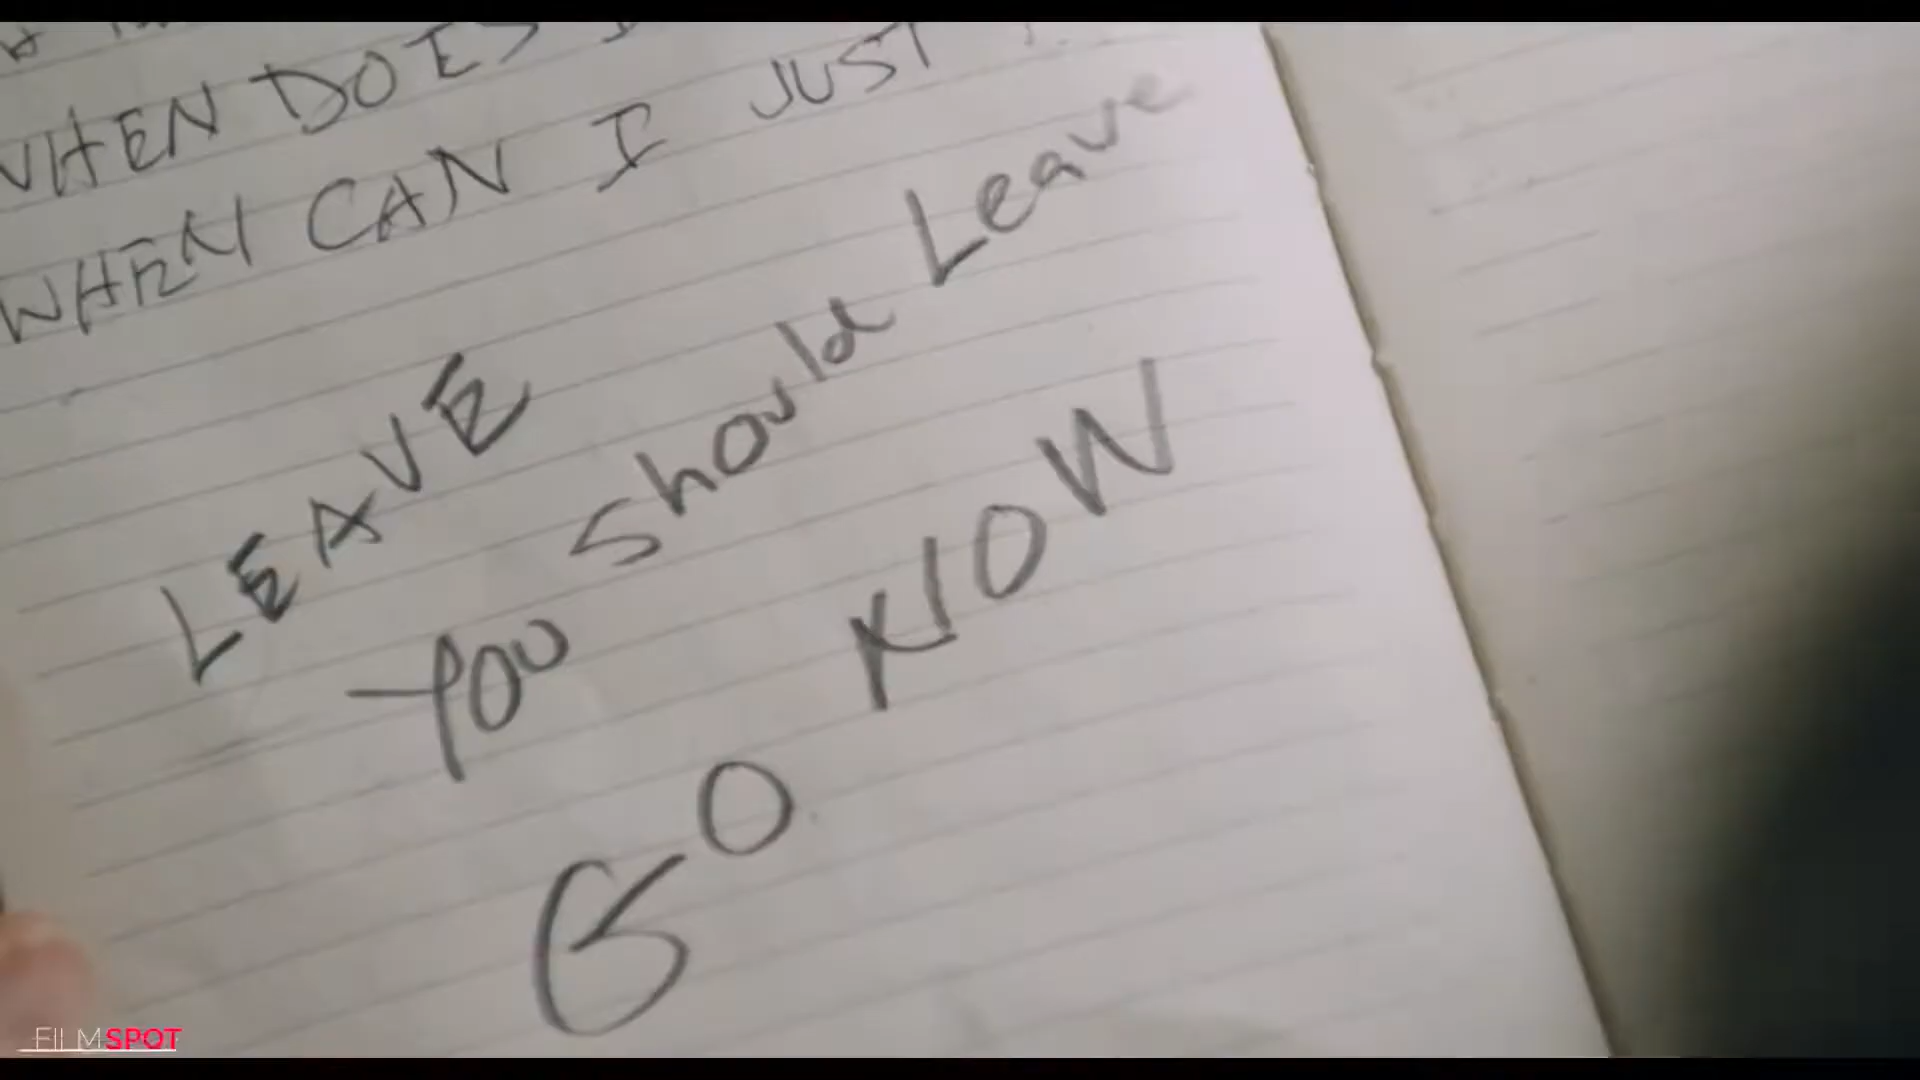 WHEN DOES
WHEN CAN I JUST
LEAVE
You should Leave
GO NOW
FILMSPOT